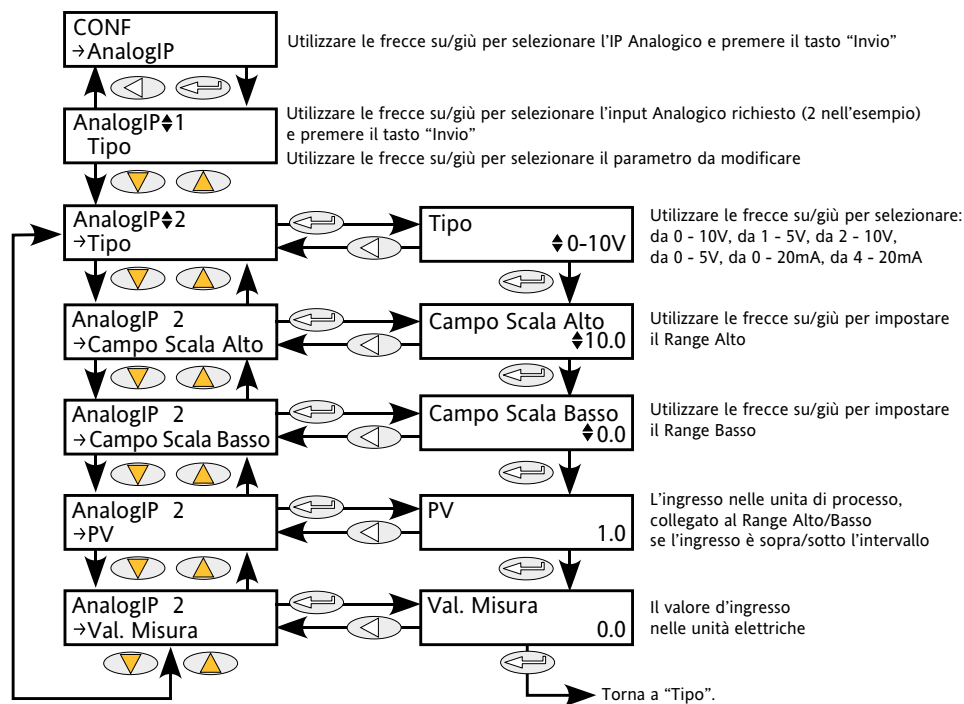 CONF
→AnalogIP
Utilizzare le frecce su/giù per selezionare l'IP Analogico e premere il tasto “Invio”
AnalogIP♦1
Tipo
Utilizzare le frecce su/giù per selezionare l'input Analogico richiesto (2 nell'esempio)
e premere il tasto “Invio”
Utilizzare le frecce su/giù per selezionare il parametro da modificare
AnalogIP♦2
→Tipo
Tipo
♦0-10V
Utilizzare le frecce su/giù per selezionare:
da 0 - 10V, da 1 - 5V, da 2 - 10V,
da 0 - 5V, da 0 - 20mA, da 4 - 20mA
AnalogIP 2
→Campo Scala Alto
Campo Scala Alto
♦10.0
Utilizzare le frecce su/giù per impostare
il Range Alto
AnalogIP 2
→Campo Scala Basso
Campo Scala Basso
♦0.0
Utilizzare le frecce su/giù per impostare
il Range Basso
AnalogIP 2
→PV
PV
1.0
L'ingresso nelle unita di processo,
collegato al Range Alto/Basso
se l'ingresso è sopra/sotto l'intervallo
AnalogIP 2
→Val. Misura
Val. Misura
0.0
Il valore d'ingresso
nelle unità elettriche
Torna a “Tipo”.